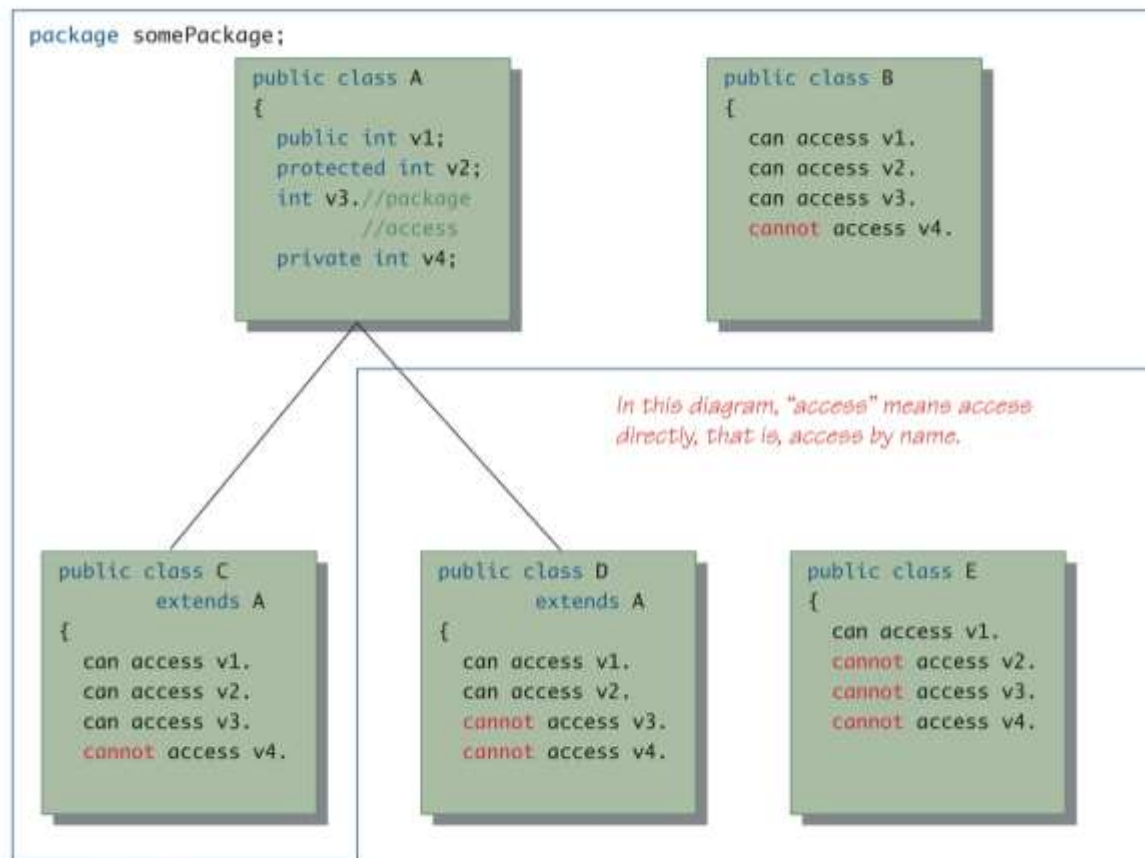 package somePackage;
public class A
{
public int v1;
protected int v2;
int v3.//package
//access
private int v4;
public class B
{
can access v1.
can access v2.
can access v3.
cannot access v4.
In this diagram, “access” means access
directly, that is, access by name.
public class C
extends A
{
can access v1.
can access v2.
can access v3.
cannot access v4.
public class D
extends A
{
can access v1.
can access v2.
cannot access v3.
cannot access v4.
public class E
{
can access v1.
cannot access v2.
cannot access v3.
cannot access v4.